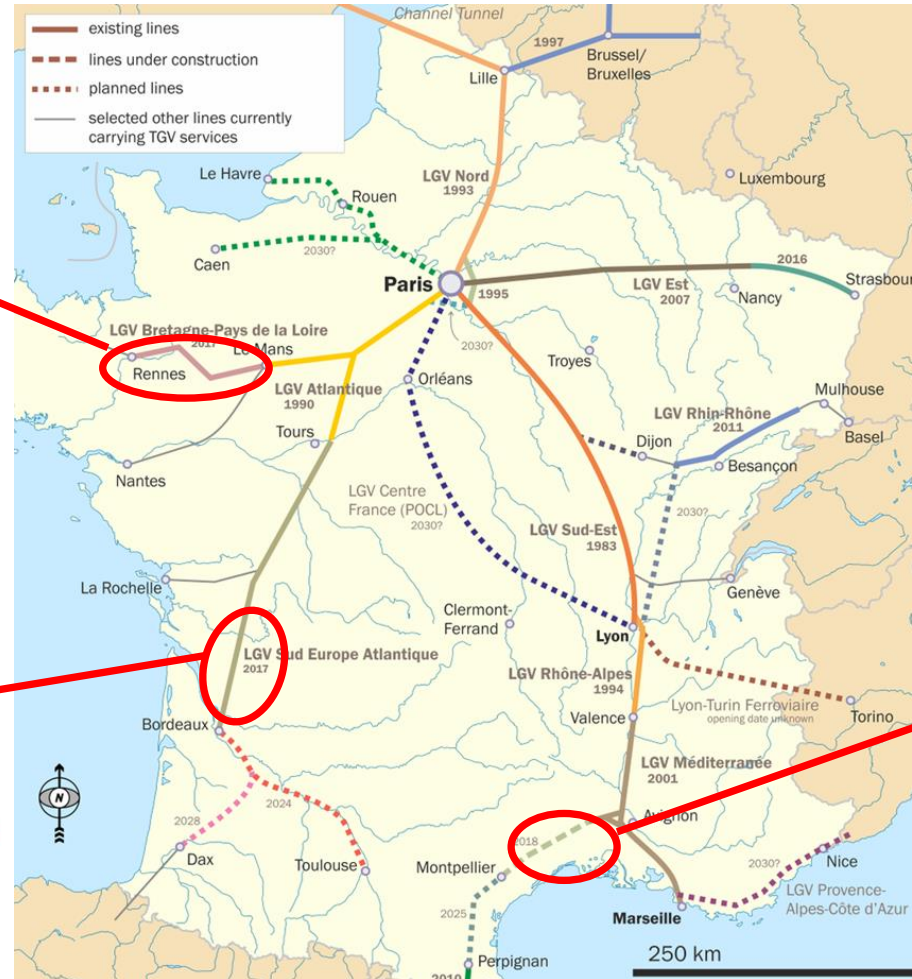 Channel Tunnel
existing lines
lines under construction
planned lines
selected other lines currently
carrying TGV services
1997
Brussel/
Bruxelles
Lille
Le Havre
Rouen
LGV Nord
1993
Luxembourg
Caen
2030?
Paris
1995
LGV Est
2007
2016
Strasbourg
Nancy
LGV Bretagne-Pays de la Loire
2017
Le Mans
Rennes
2030?
Troyes
Orléans
LGV Atlantique
1990
Tours
Mulhouse
LGV Rhin-Rhône
2011
Basel
Dijon
Besançon
Nantes
LGV Centre
France (POCL)
2030?
2030?
LGV Sud-Est
1983
La Rochelle
Genève
Clermont-
Ferrand
Lyon
LGV Sud Europe Atlantique
2017
LGV Rhône-Alpes
1994
Lyon-Turin Ferroviaire
opening date unknown
Torino
Valence
Bordeaux
LGV Méditerranée
2001
N
2024
2028
Avignon
2018
Dax
Toulouse
Montpellier
2030?
Nice
LGV Provence-
Alpes-Côte d'Azur
2025
Marseille
250 km
Perpignan
2010